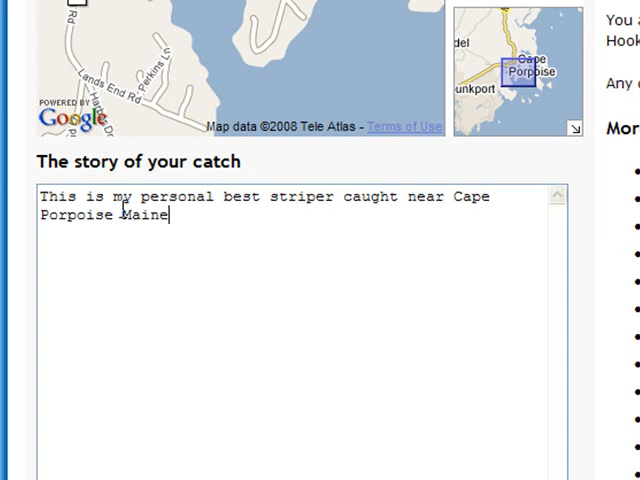 Rd
Perkins Ln
Lands End Rd
POWERED BY
Google
Map data ©2008 Tele Atlas - Terms of Use
del
Cape
Porpoise
unkport
You
Hook
Any
Mor
The story of your catch
This is my personal best striper caught near Cape
Porpoise Maine